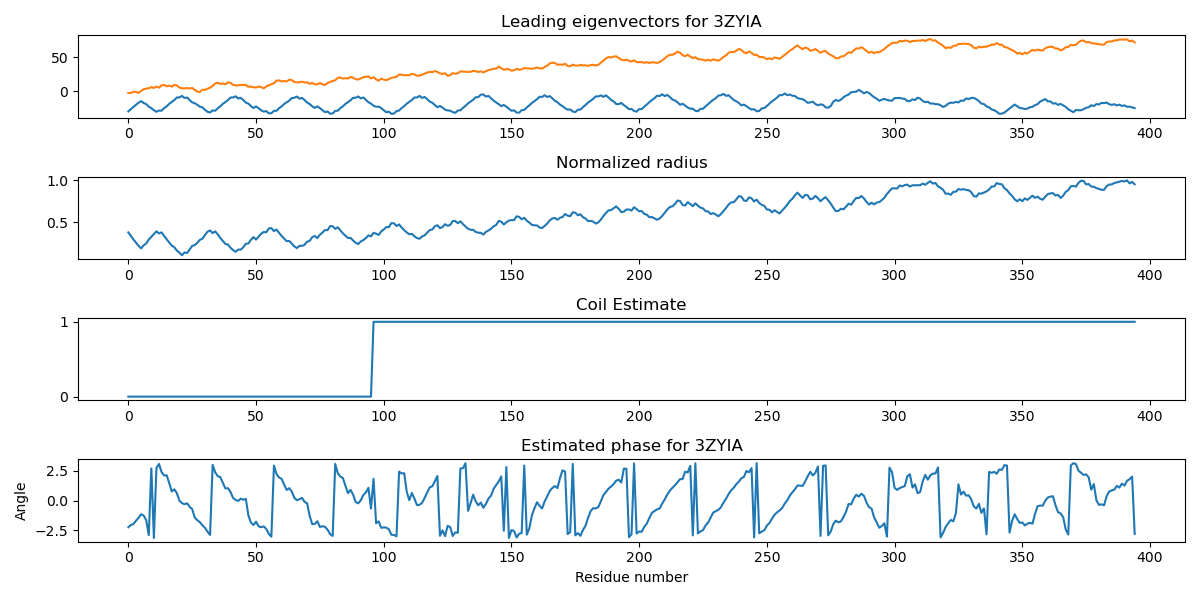 Leading eigenvectors for 3ZYIA
50
0
0 50 100 150 200 250 300 350 400
Normalized radius
1.0
0.5
0 50 100 150 200 250 300 350 400
Coil Estimate
1
0
0 50 100 150 200 250 300 350 400
Estimated phase for 3ZYIA
Angle
2.5
0.0
−2.5
0 50 100 150 200 250 300 350 400
Residue number